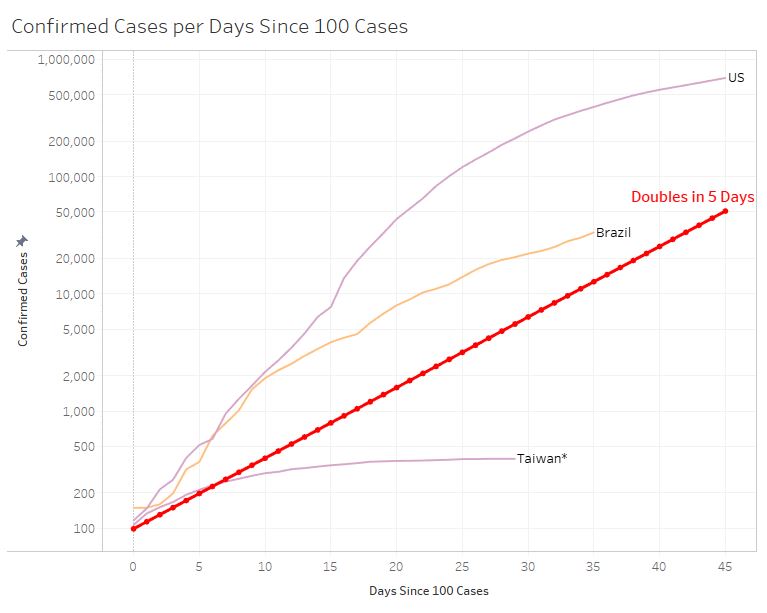 Confirmed Cases per Days Since 100 Cases
1,000,000
US
500,000
200,000
100,000
Doubles in 5 Days
50,000
Brazil
20,000
10,000
5,000
2,000
1,000
500
Taiwan*
200
100
Confirmed Cases
0 5 10 15 20 25 30 35 40 45
Days Since 100 Cases